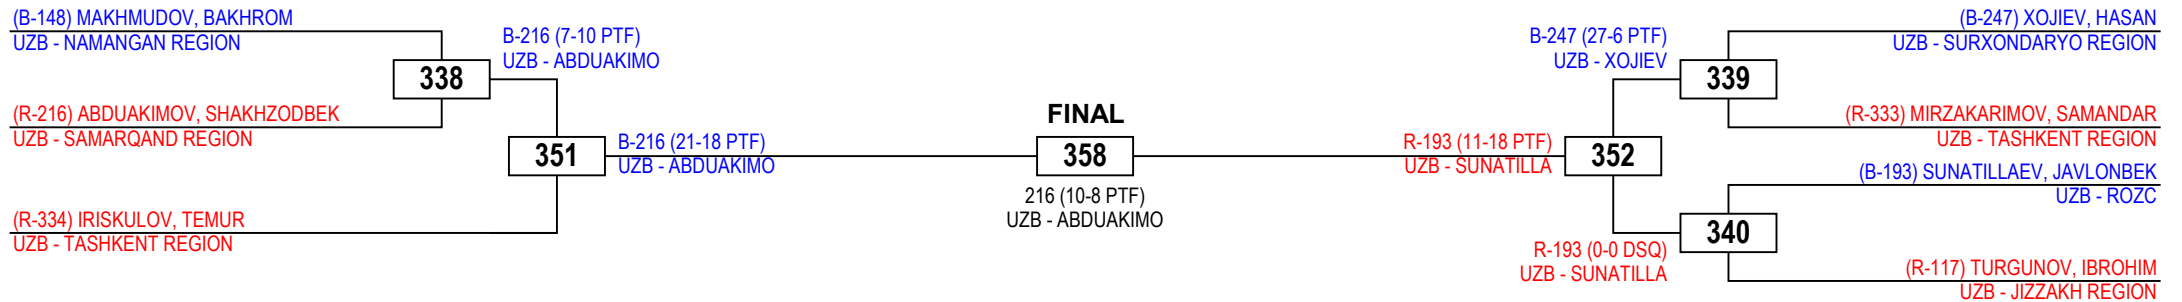 (B-148) MAKHMUDOV, BAKHROM
UZB - NAMANGAN REGION
338
(R-216) ABDUAKIMOV, SHAKHZODBEK
UZB - SAMARQAND REGION
B-216 (7-10 PTF)
UZB - ABDUAKIMO
351
(R-334) IRISKULOV, TEMUR
UZB - TASHKENT REGION
B-216 (21-18 PTF)
UZB - ABDUAKIMO
FINAL
358
216 (10-8 PTF)
UZB - ABDUAKIMO
R-193 (11-18 PTF)
UZB - SUNATILLA
352
B-247 (27-6 PTF)
UZB - XOJIEV
339
(B-247) XOJIEV, HASAN
UZB - SURXONDARYO REGION
(R-333) MIRZAKARIMOV, SAMANDAR
UZB - TASHKENT REGION
(B-193) SUNATILLAEV, JAVLONBEK
UZB - ROZC
340
R-193 (0-0 DSQ)
UZB - SUNATILLA
(R-117) TURGUNOV, IBROHIM
UZB - JIZZAKH REGION